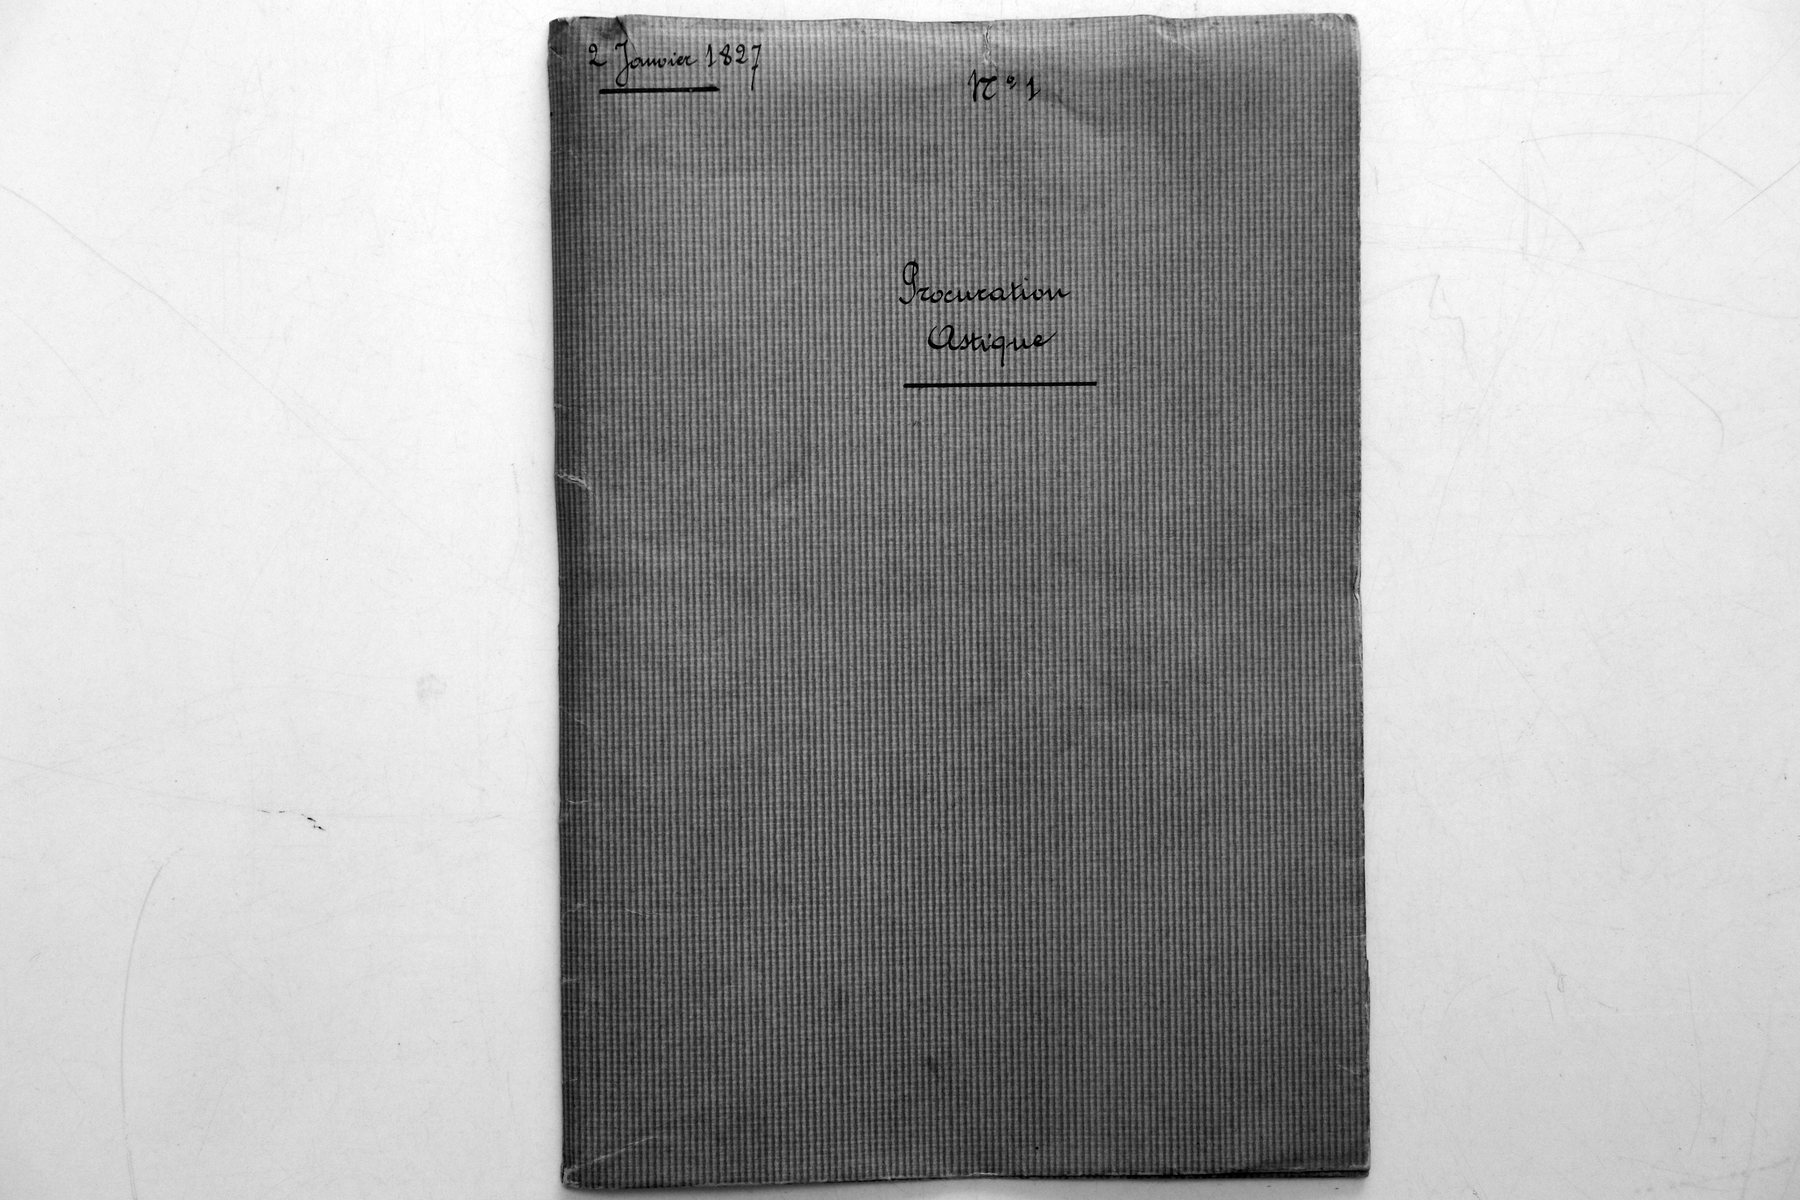 2 Janvier 1827
N° 1
Procuration
Astique